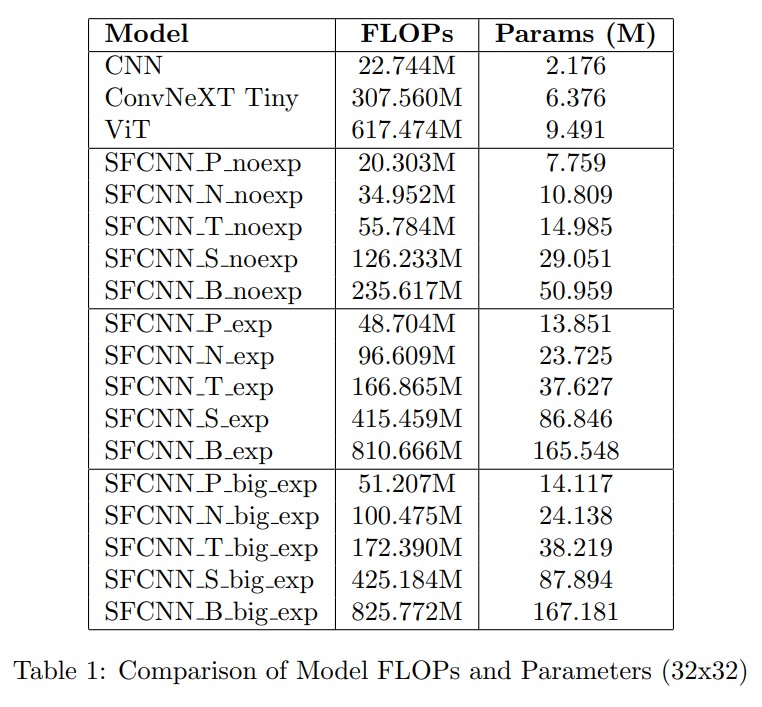 Model FLOPs Params (M)
CNN 22.744M 2.176
ConvNeXT Tiny 307.560M 6.376
ViT 617.474M 9.491
SFCNN_P_noexp 20.303M 7.759
SFCNN_N_noexp 34.952M 10.809
SFCNN_T_noexp 55.784M 14.985
SFCNN_S_noexp 126.233M 29.051
SFCNN_B_noexp 235.617M 50.959
SFCNN_P_exp 48.704M 13.851
SFCNN_N_exp 96.609M 23.725
SFCNN_T_exp 166.865M 37.627
SFCNN_S_exp 415.459M 86.846
SFCNN_B_exp 810.666M 165.548
SFCNN_P_big_exp 51.207M 14.117
SFCNN_N_big_exp 100.475M 24.138
SFCNN_T_big_exp 172.390M 38.219
SFCNN_S_big_exp 425.184M 87.894
SFCNN_B_big_exp 825.772M 167.181
Table 1: Comparison of Model FLOPs and Parameters (32x32)